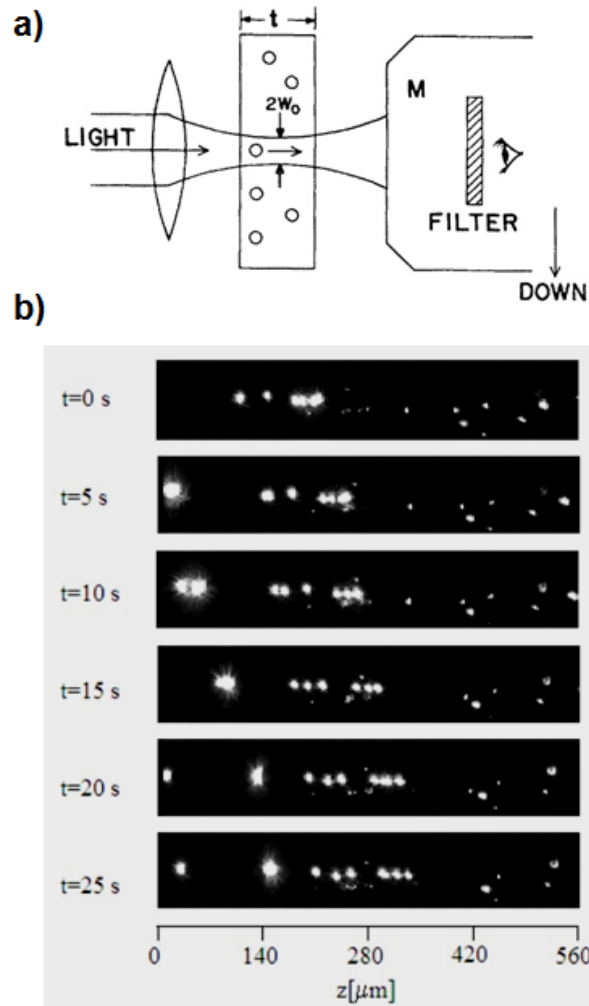 a)
t
2W₀
M
LIGHT
FILTER
DOWN
b)
t=0 s
t=5 s
t=10 s
t=15 s
t=20 s
t=25 s
0 140 280 420 560
z[μm]